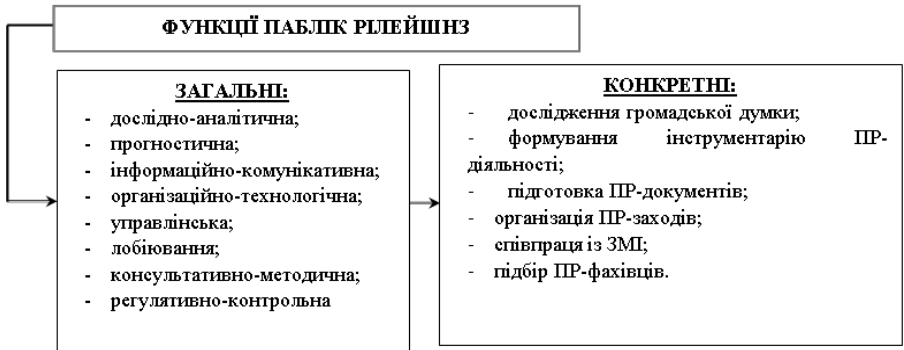 ФУНКЦІЇ ПАБЛІК РІЛЕЙШНЗ
ЗАГАЛЬНІ:
- дослідно-аналітична;
- прогностична;
- інформаційно-комунікативна;
- організаційно-технологічна;
- управлінська;
- лобіювання;
- консультативно-методична;
- регулятивно-контрольна
КОНКРЕТНІ:
- дослідження громадської думки;
- формування інструментарію ПР-
діяльності;
- підготовка ПР-документів;
- організація ПР-заходів;
- співпраця із ЗМІ;
- підбір ПР-фахівців.